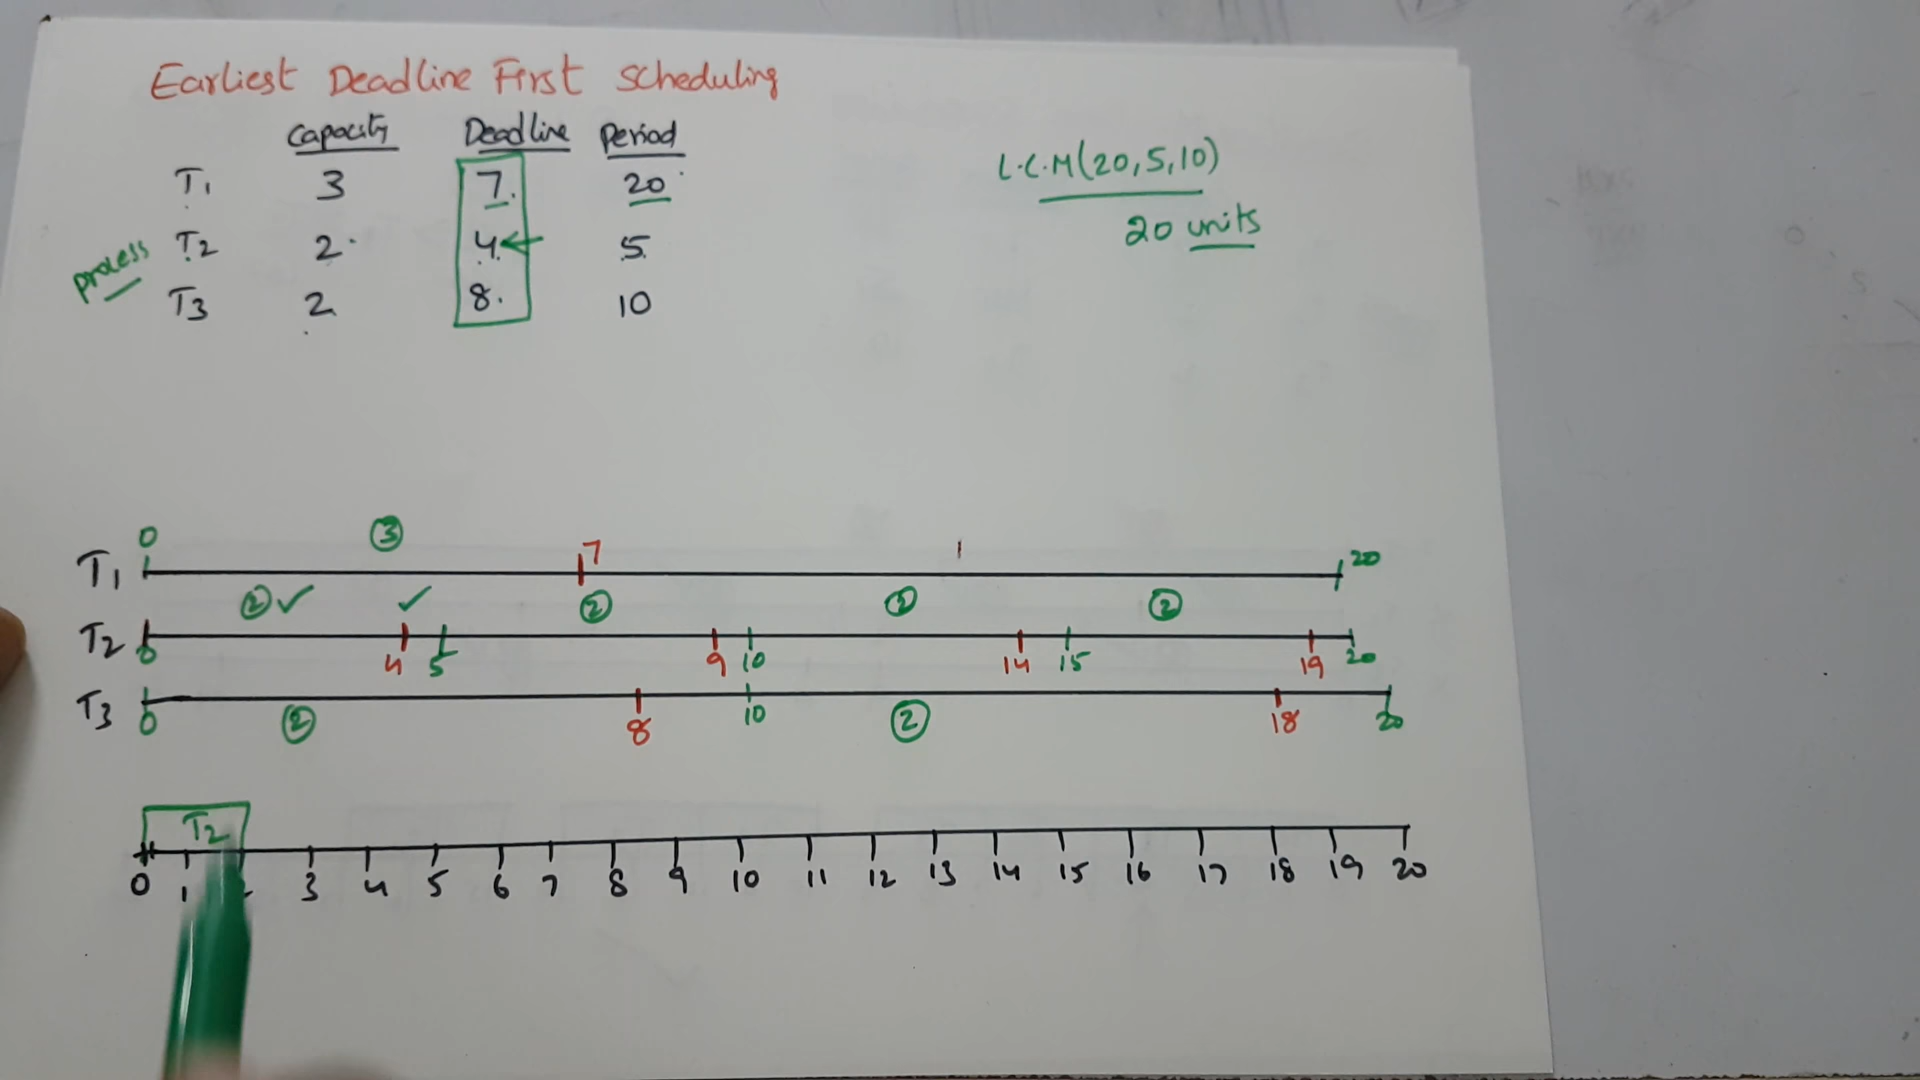 Earliest Deadline First Scheduling
Capacity Deadline Period
T1 3 7. 20
T2 2 4 5
process
T3 2 8. 10
L.C.M(20,5,10)
20 units
0 3 7 20
T1
2 ✓ ✓ 2 2 2
T2 0 4 5 9 10 14 15 19 20
T3 0 2 8 10 2 18 20
T2
0 1 3 4 5 6 7 8 9 10 11 12 13 14 15 16 17 18 19 20